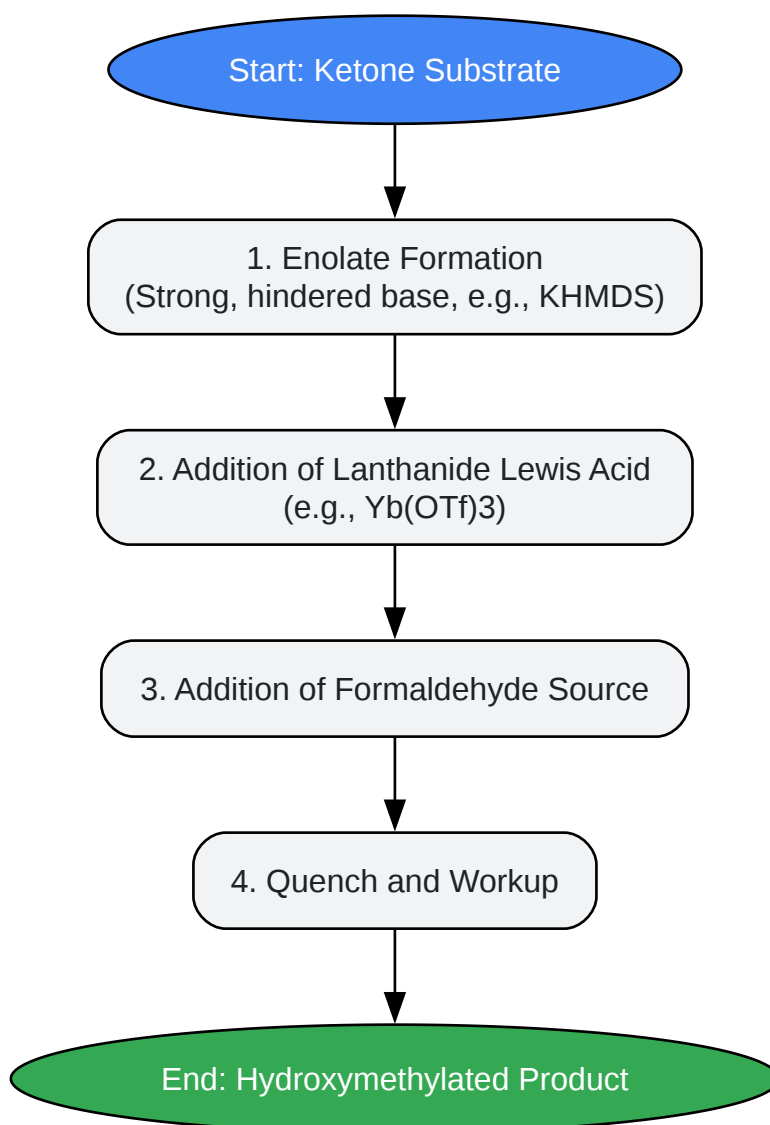 Start: Ketone Substrate
1. Enolate Formation
(Strong, hindered base, e.g., KHMDS)
2. Addition of Lanthanide Lewis Acid
(e.g., Yb(OTf)3)
3. Addition of Formaldehyde Source
4. Quench and Workup
End: Hydroxymethylated Product